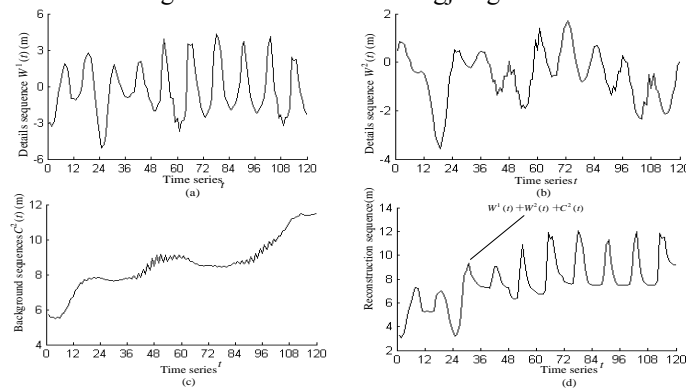 Details sequence W¹(t) (m)
6
3
0
-3
-6
0 12 24 36 48 60 72 84 96 108 120
Time series t
(a)
Details sequence W²(t) (m)
2
0
-2
-4
0 12 24 36 48 60 72 84 96 108 120
Time series t
(b)
Background sequences C²(t) (m)
12
10
8
6
4
0 12 24 36 48 60 72 84 96 108 120
Time series t
(c)
Reconstruction sequence(m)
14
12
10
8
6
4
2
W¹(t)+W²(t)+C²(t)
0 12 24 36 48 60 72 84 96 108 120
Time series t
(d)